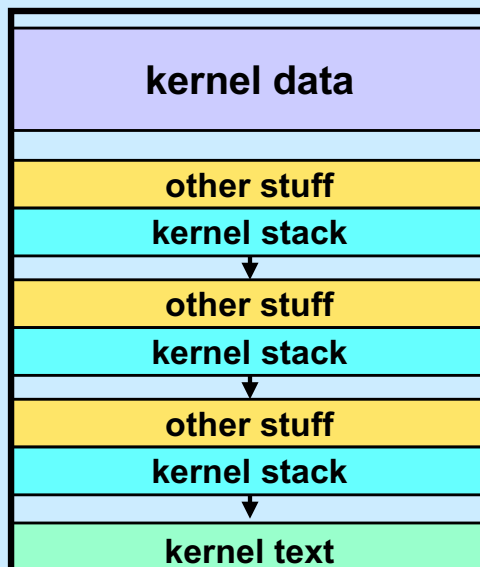 kernel data
other stuff
kernel stack
other stuff
kernel stack
other stuff
kernel stack
kernel text